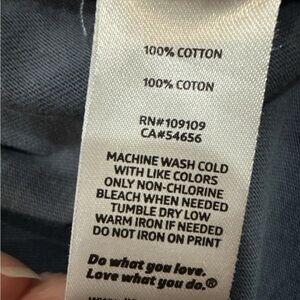 100% COTTON
100% COTON
RN#109109
CA#54656
MACHINE WASH COLD
WITH LIKE COLORS
ONLY NON-CHLORINE
BLEACH WHEN NEEDED
TUMBLE DRY LOW
WARM IRON IF NEEDED
DO NOT IRON ON PRINT
Do what you love.
Love what you do.®